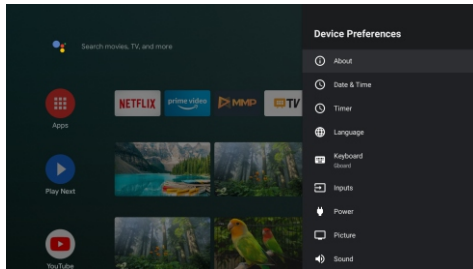 Search movies, TV, and more
Apps
NETFLIX
prime video
MMP
TV
Play Next
YouTube
Device Preferences
About
Date & Time
Timer
Language
Keyboard
Gboard
Inputs
Power
Picture
Sound